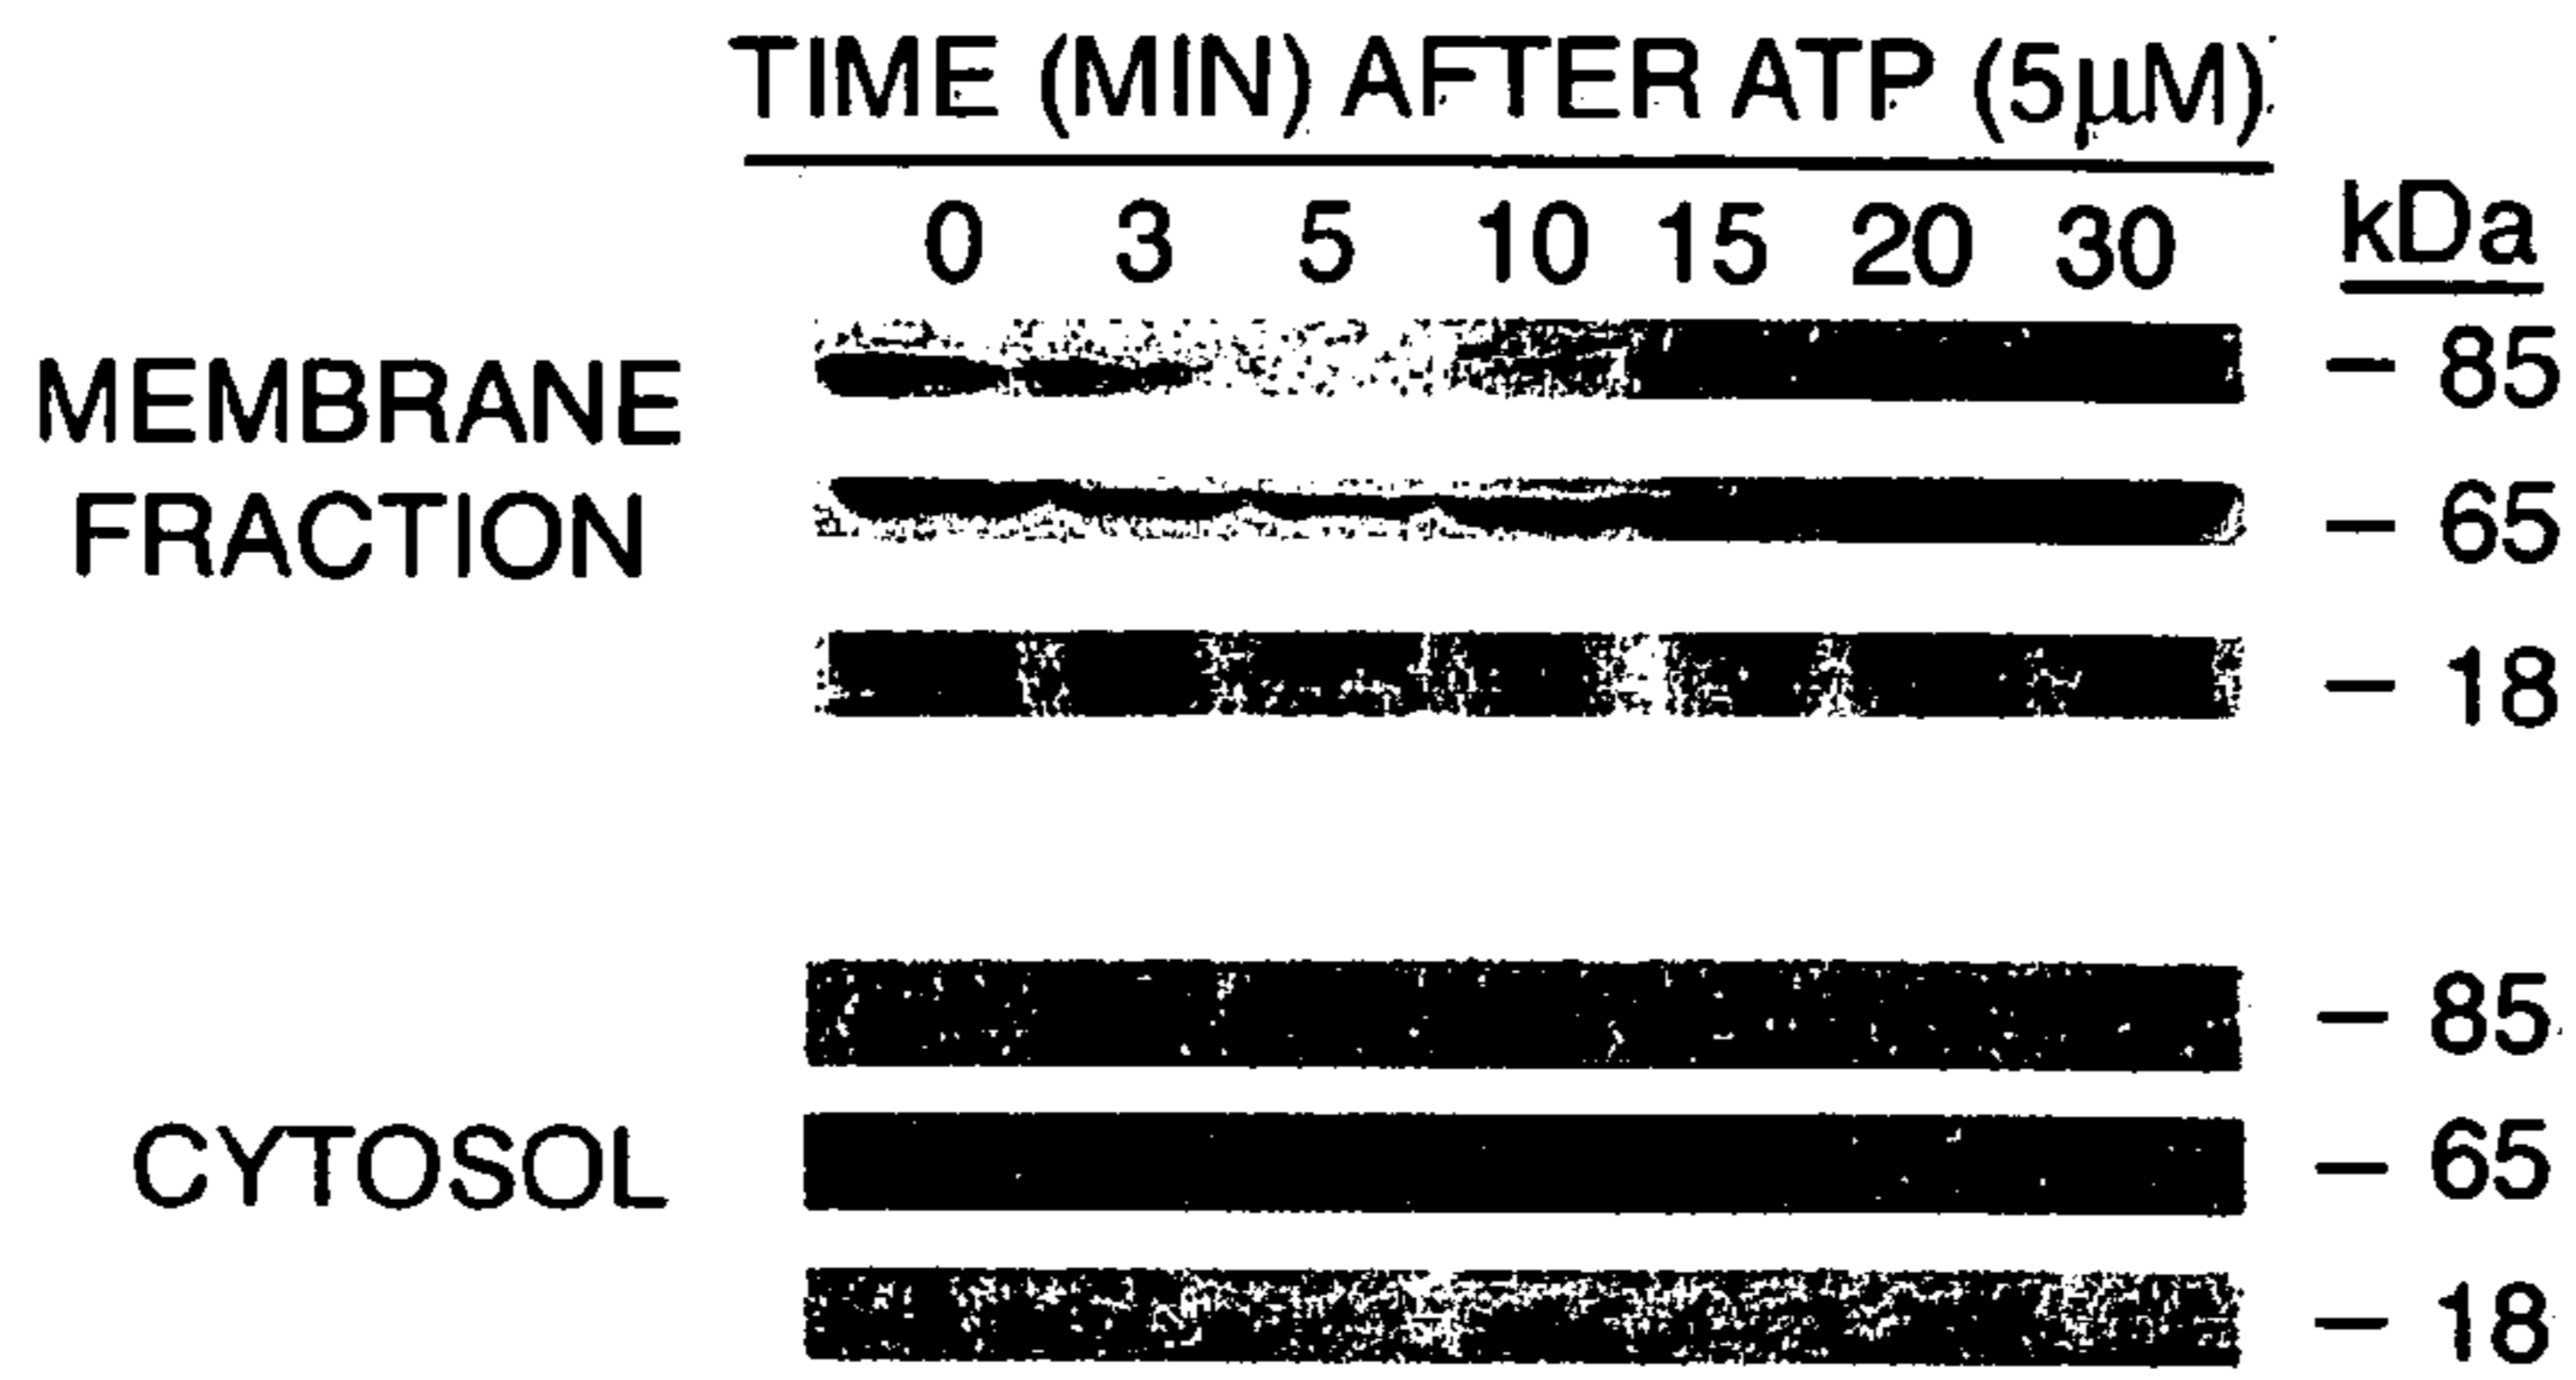 TIME (MIN) AFTER ATP (5µM)
0 3 5 10 15 20 30 kDa
MEMBRANE FRACTION
- 85
- 65
- 18
CYTOSOL
- 85
- 65
- 18